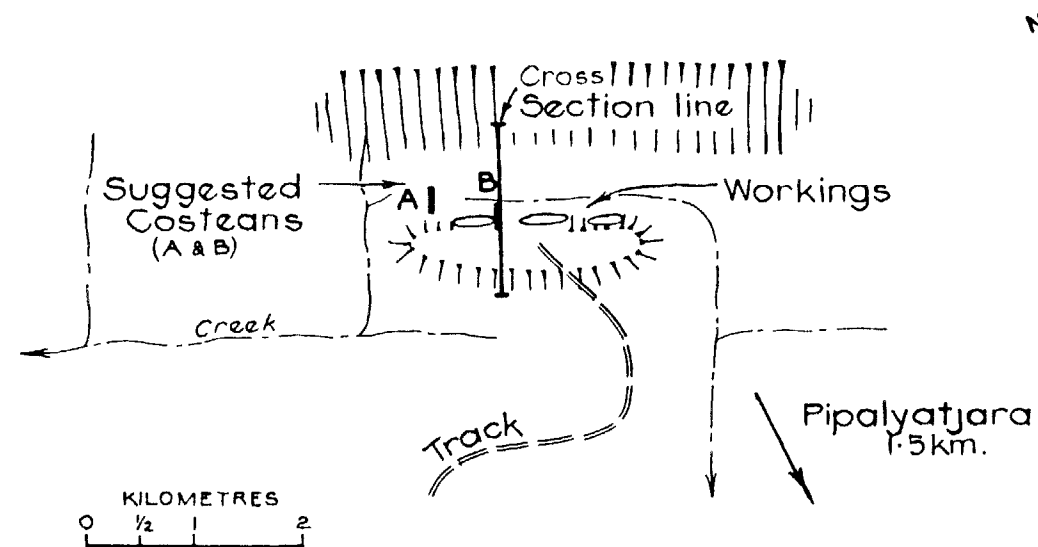 N
Cross
Section line
Suggested
Costeans
(A & B)
A
B
Workings
Creek
Track
Pipalyatjara
1·5km.
KILOMETRES
0 ½ 1 2